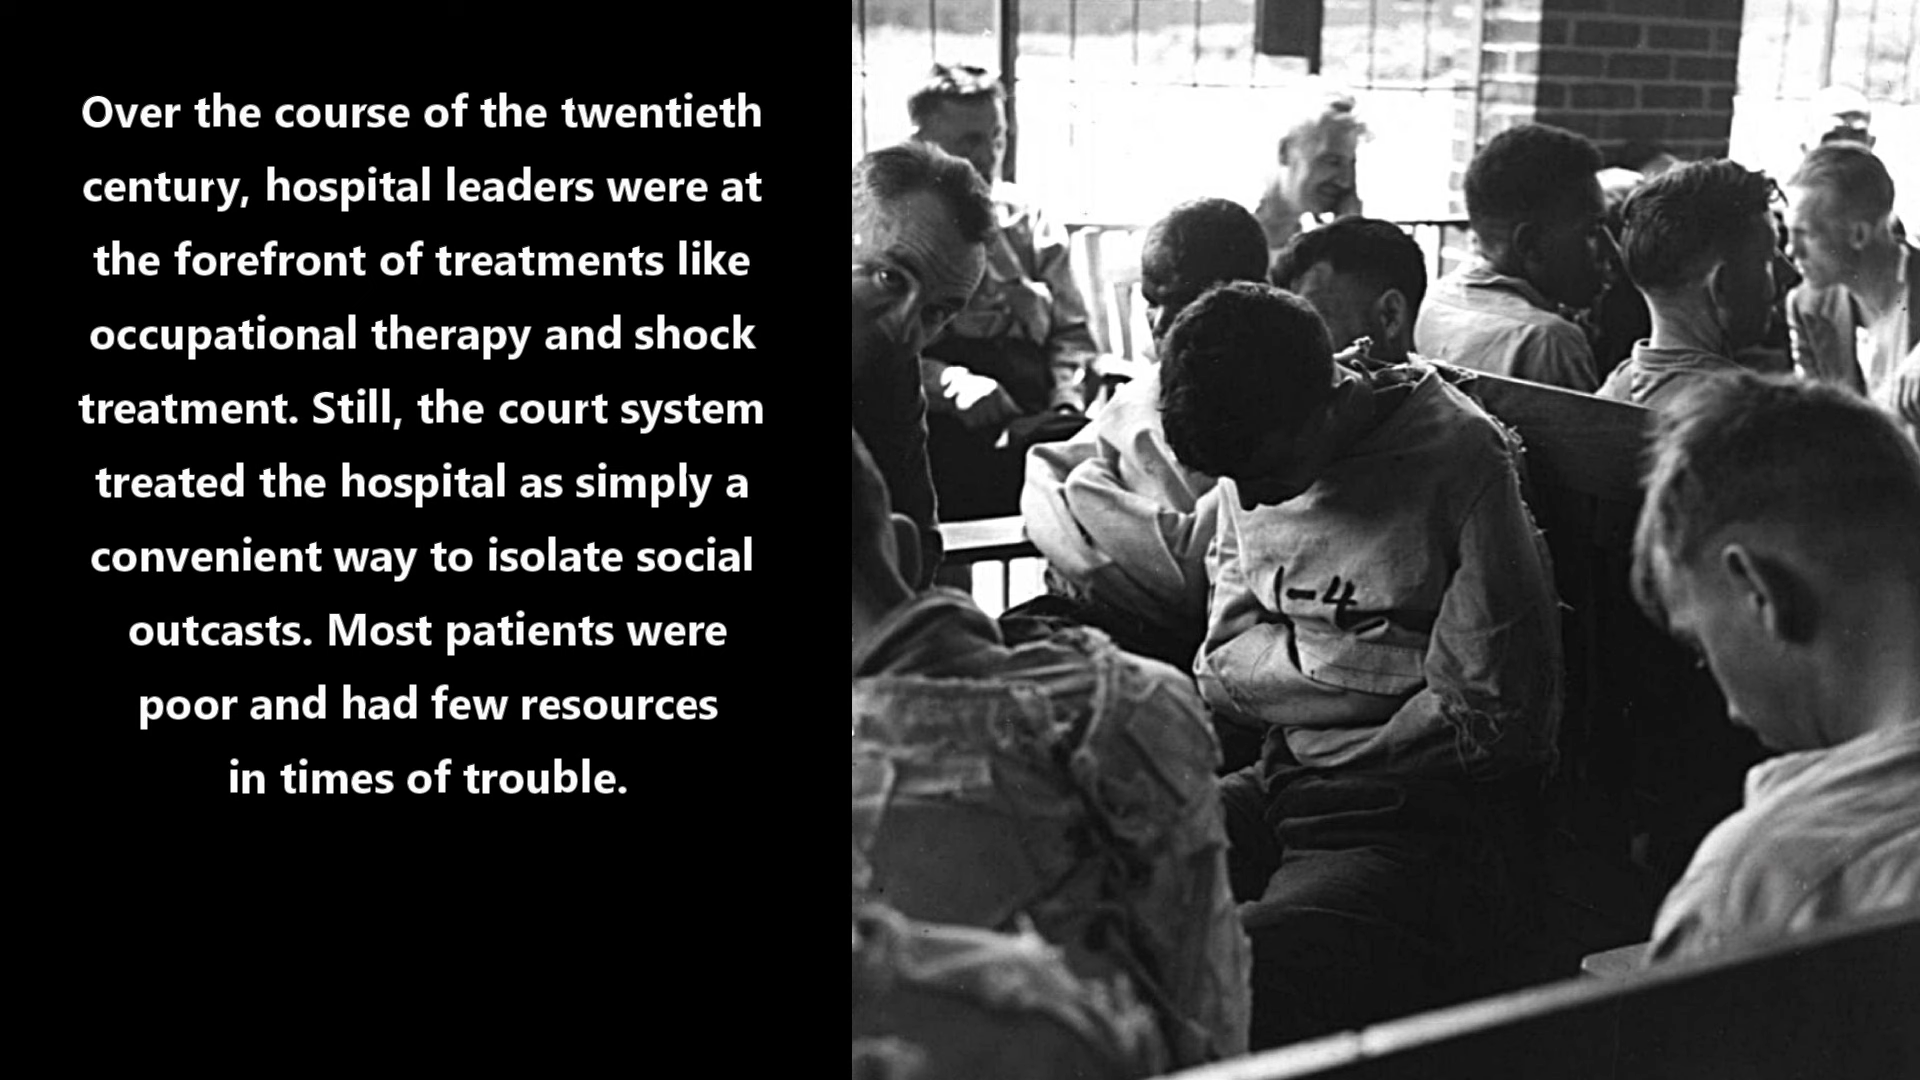 Over the course of the twentieth
century, hospital leaders were at
the forefront of treatments like
occupational therapy and shock
treatment. Still, the court system
treated the hospital as simply a
convenient way to isolate social
outcasts. Most patients were
poor and had few resources
in times of trouble.
1-4